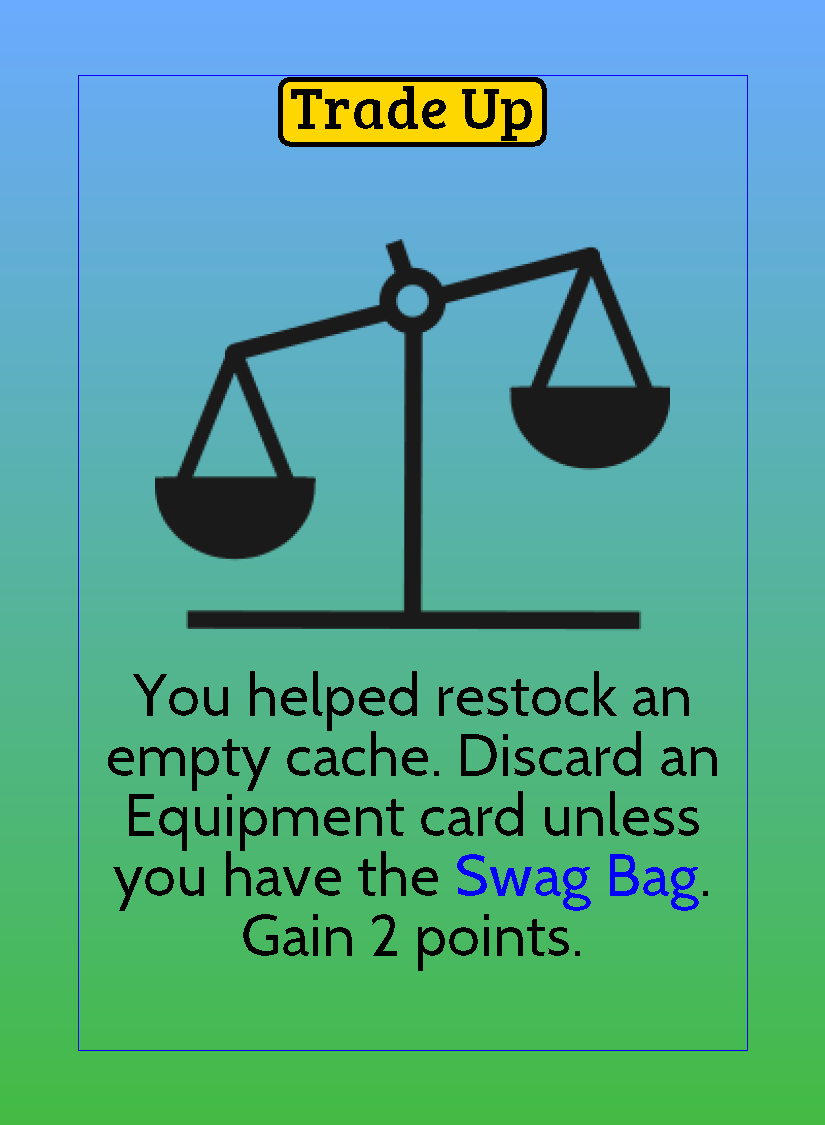 Trade Up
You helped restock an
empty cache. Discard an
Equipment card unless
you have the Swag Bag.
Gain 2 points.